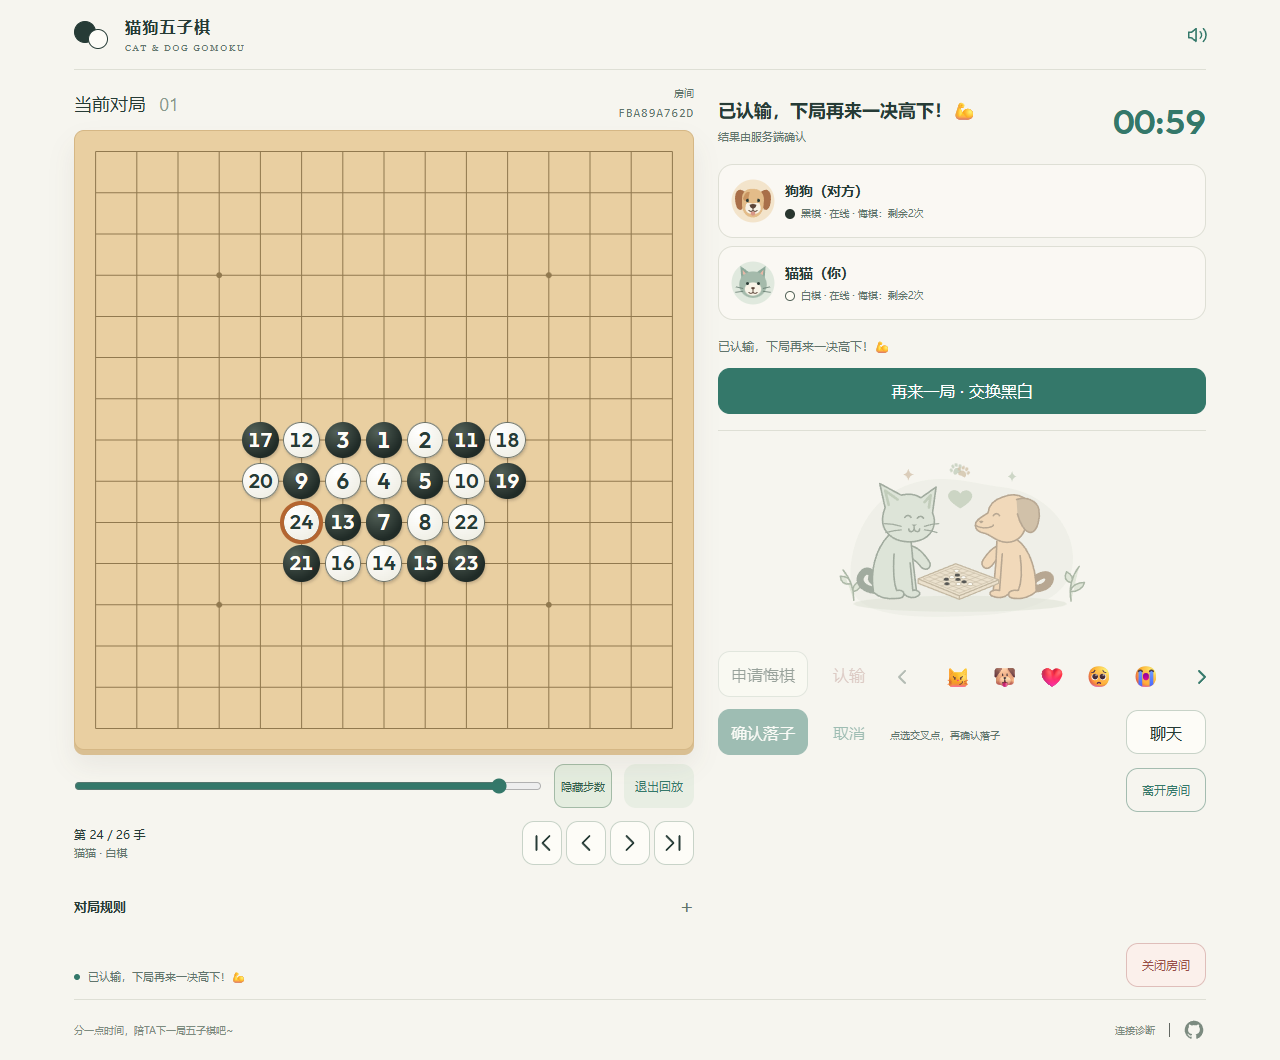 猫狗五子棋
CAT & DOG GOMOKU
当前对局 01
房间
FBA89A762D
17 12 3 1 2 11 18
20 9 6 4 5 10 19
24 13 7 8 22
21 16 14 15 23
隐藏步数 退出回放
第 24 / 26 手
猫猫 · 白棋
对局规则 +
已认输，下局再来一决高下！💪
已认输，下局再来一决高下！💪
结果由服务端确认
00:59
狗狗（对方）
黑棋 · 在线 · 悔棋：剩余2次
猫猫（你）
白棋 · 在线 · 悔棋：剩余2次
已认输，下局再来一决高下！💪
再来一局 · 交换黑白
申请悔棋 认输
确认落子 取消 点选交叉点，再确认落子 聊天
离开房间
关闭房间
分一点时间，陪TA下一局五子棋吧~
连接诊断